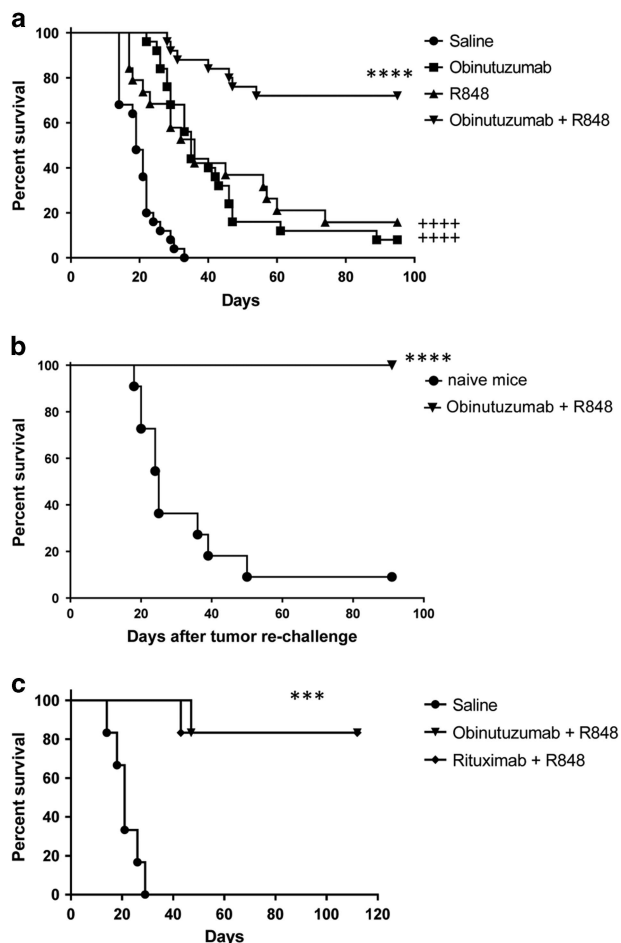 a
Percent survival
100
80
60
40
20
0
0 20 40 60 80 100
Days
Saline
Obinutuzumab
R848
Obinutuzumab + R848
****
++++
++++
b
Percent survival
100
80
60
40
20
0
0 20 40 60 80 100
Days after tumor re-challenge
****
naive mice
Obinutuzumab + R848
c
Percent survival
100
80
60
40
20
0
0 20 40 60 80 100 120
Days
***
Saline
Obinutuzumab + R848
Rituximab + R848